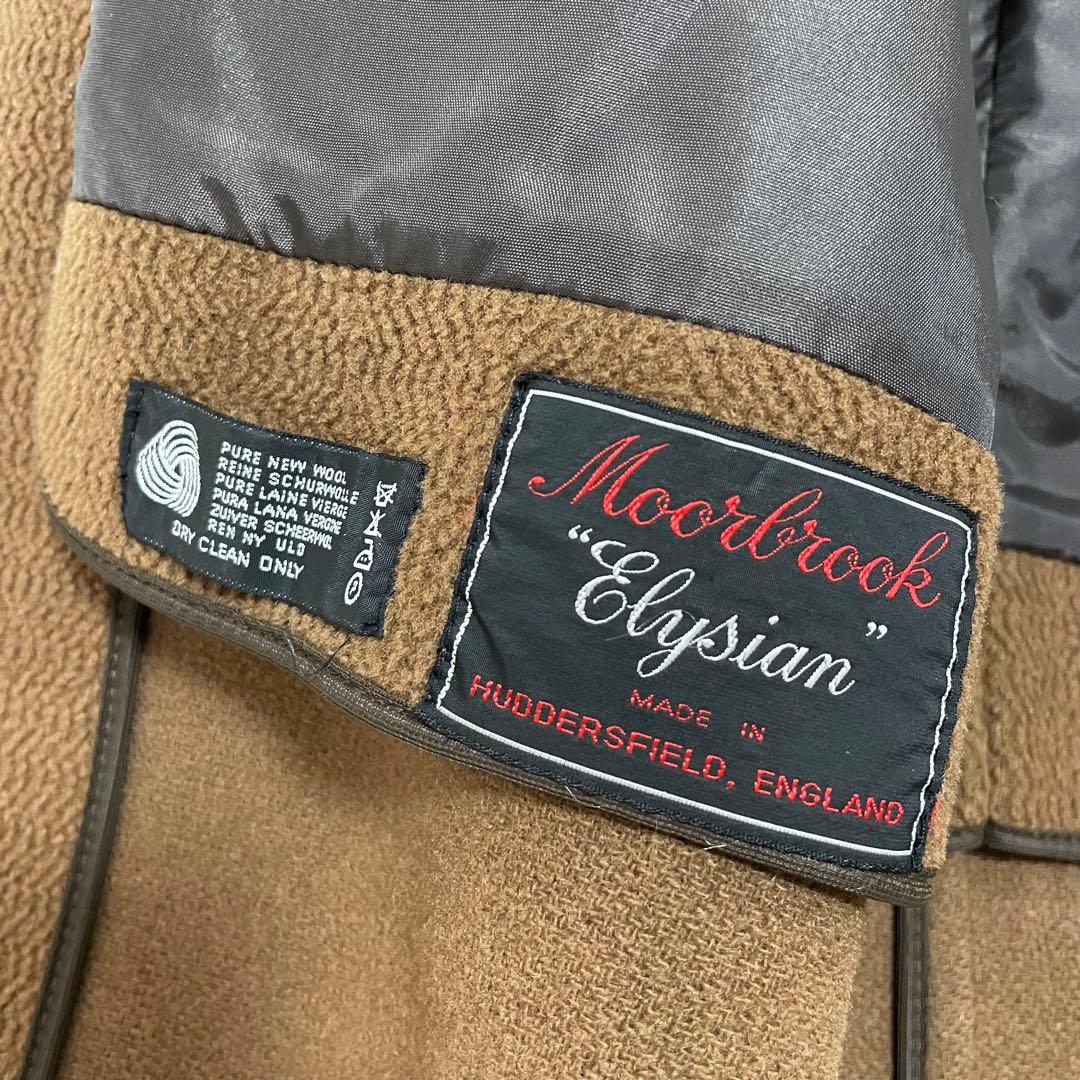 PURE NEW WOOL
REINE SCHURWOLLE
PURE LAINE VIERGE
PURA LANA VERGINE
ZUIVER SCHEERWOL
REN NY ULD
DRY CLEAN ONLY
Moorbrook
"Elysian"
MADE IN
HUDDERSFIELD, ENGLAND